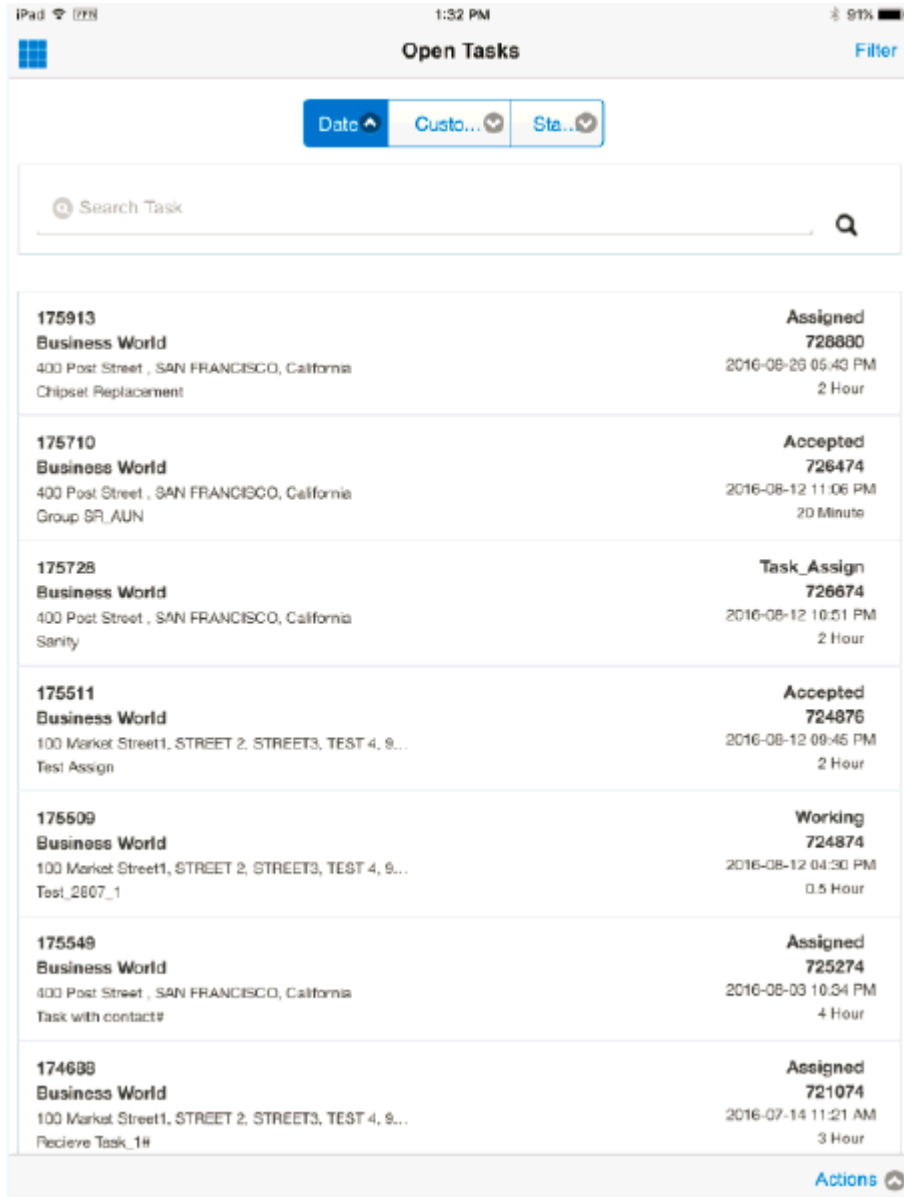 iPad VPN 1:32 PM 91%
Open Tasks Filter
Date Custo... Sta...
Search Task
175913 Assigned
Business World 728880
400 Post Street , SAN FRANCISCO, California 2016-08-26 05:43 PM
Chipset Replacement 2 Hour
175710 Accepted
Business World 726474
400 Post Street , SAN FRANCISCO, California 2016-08-12 11:06 PM
Group SR_AUN 20 Minute
175728 Task_Assign
Business World 726674
400 Post Street , SAN FRANCISCO, California 2016-08-12 10:51 PM
Sanity 2 Hour
175511 Accepted
Business World 724876
100 Market Street1, STREET 2, STREET3, TEST 4, 9... 2016-08-12 09:45 PM
Test Assign 2 Hour
175509 Working
Business World 724874
100 Market Street1, STREET 2, STREET3, TEST 4, 9... 2016-08-12 04:30 PM
Test_2807_1 0.5 Hour
175549 Assigned
Business World 725274
400 Post Street , SAN FRANCISCO, California 2016-08-03 10:34 PM
Task with contact# 4 Hour
174688 Assigned
Business World 721074
100 Market Street1, STREET 2, STREET3, TEST 4, 9... 2016-07-14 11:21 AM
Recieve Task_1# 3 Hour
Actions